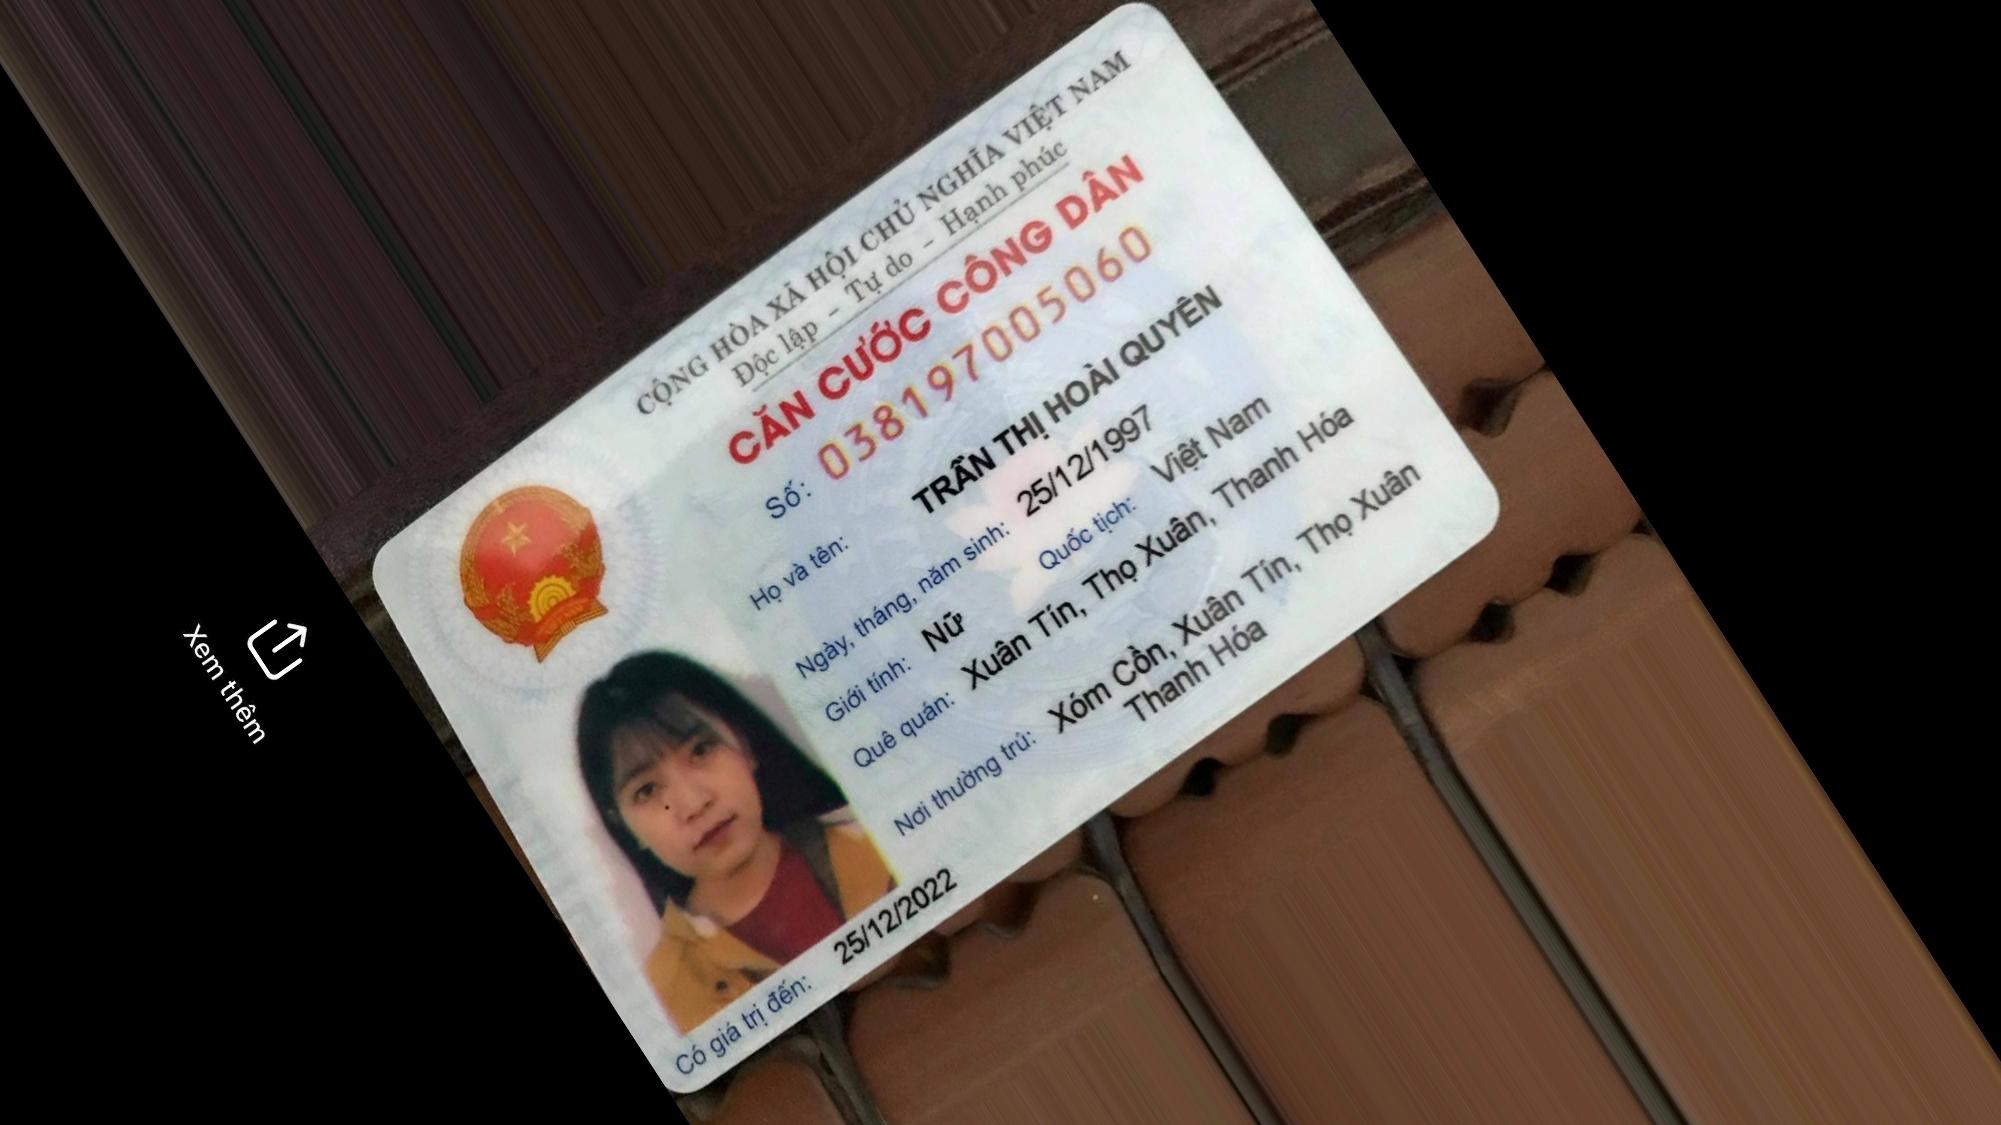 CỘNG HÒA XÃ HỘI CHỦ NGHĨA VIỆT NAM
Độc lập - Tự do - Hạnh phúc
CĂN CƯỚC CÔNG DÂN
Số: 038197005060
Họ và tên:
TRẦN THỊ HOÀI QUYÊN
Ngày, tháng, năm sinh: 25/12/1997
Giới tính: Nữ Quốc tịch: Việt Nam
Quê quán: Xuân Tín, Thọ Xuân, Thanh Hóa
Nơi thường trú: Xóm Cồn, Xuân Tín, Thọ Xuân
Thanh Hóa
Có giá trị đến: 25/12/2022
Xem thêm